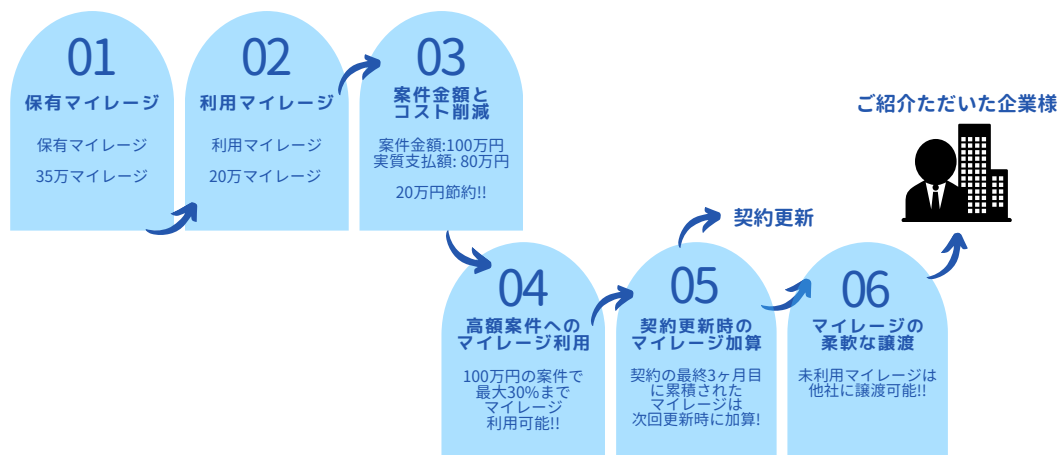 01
保有マイレージ
保有マイレージ
35万マイレージ
02
利用マイレージ
利用マイレージ
20万マイレージ
03
案件金額と
コスト削減
案件金額:100万円
実質支払額: 80万円
20万円節約!!
ご紹介ただいた企業様
契約更新
04
高額案件への
マイレージ利用
100万円の案件で
最大30%まで
マイレージ
利用可能!!
05
契約更新時の
マイレージ加算
契約の最終3ヶ月目
に累積された
マイレージは
次回更新時に加算!
06
マイレージの
柔軟な譲渡
未利用マイレージは
他社に譲渡可能!!